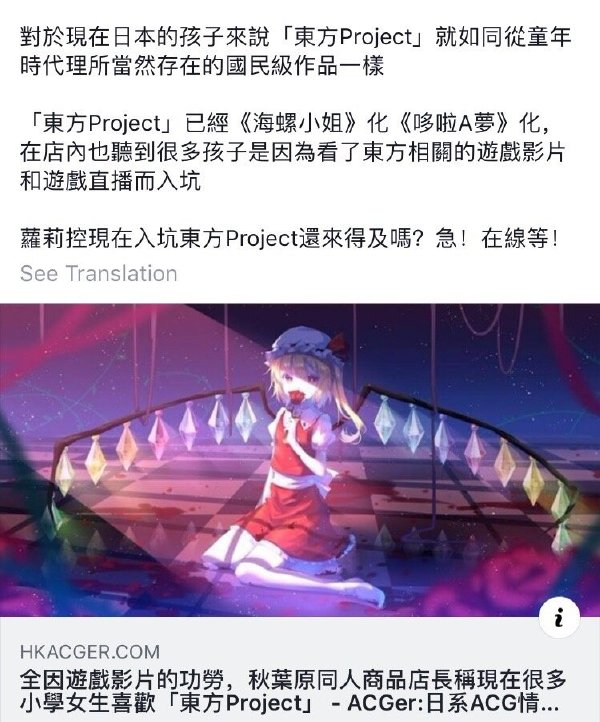 對於現在日本的孩子來說「東方Project」就如同從童年
時代理所當然存在的國民級作品一樣
「東方Project」已經《海螺小姐》化《哆啦A夢》化，
在店內也聽到很多孩子是因為看了東方相關的遊戲影片
和遊戲直播而入坑
蘿莉控現在入坑東方Project還來得及嗎？急！在線等！
See Translation
i
HKACGER.COM
全因遊戲影片的功勞，秋葉原同人商品店長稱現在很多
小學女生喜歡「東方Project」 - ACGer:日系ACG情...